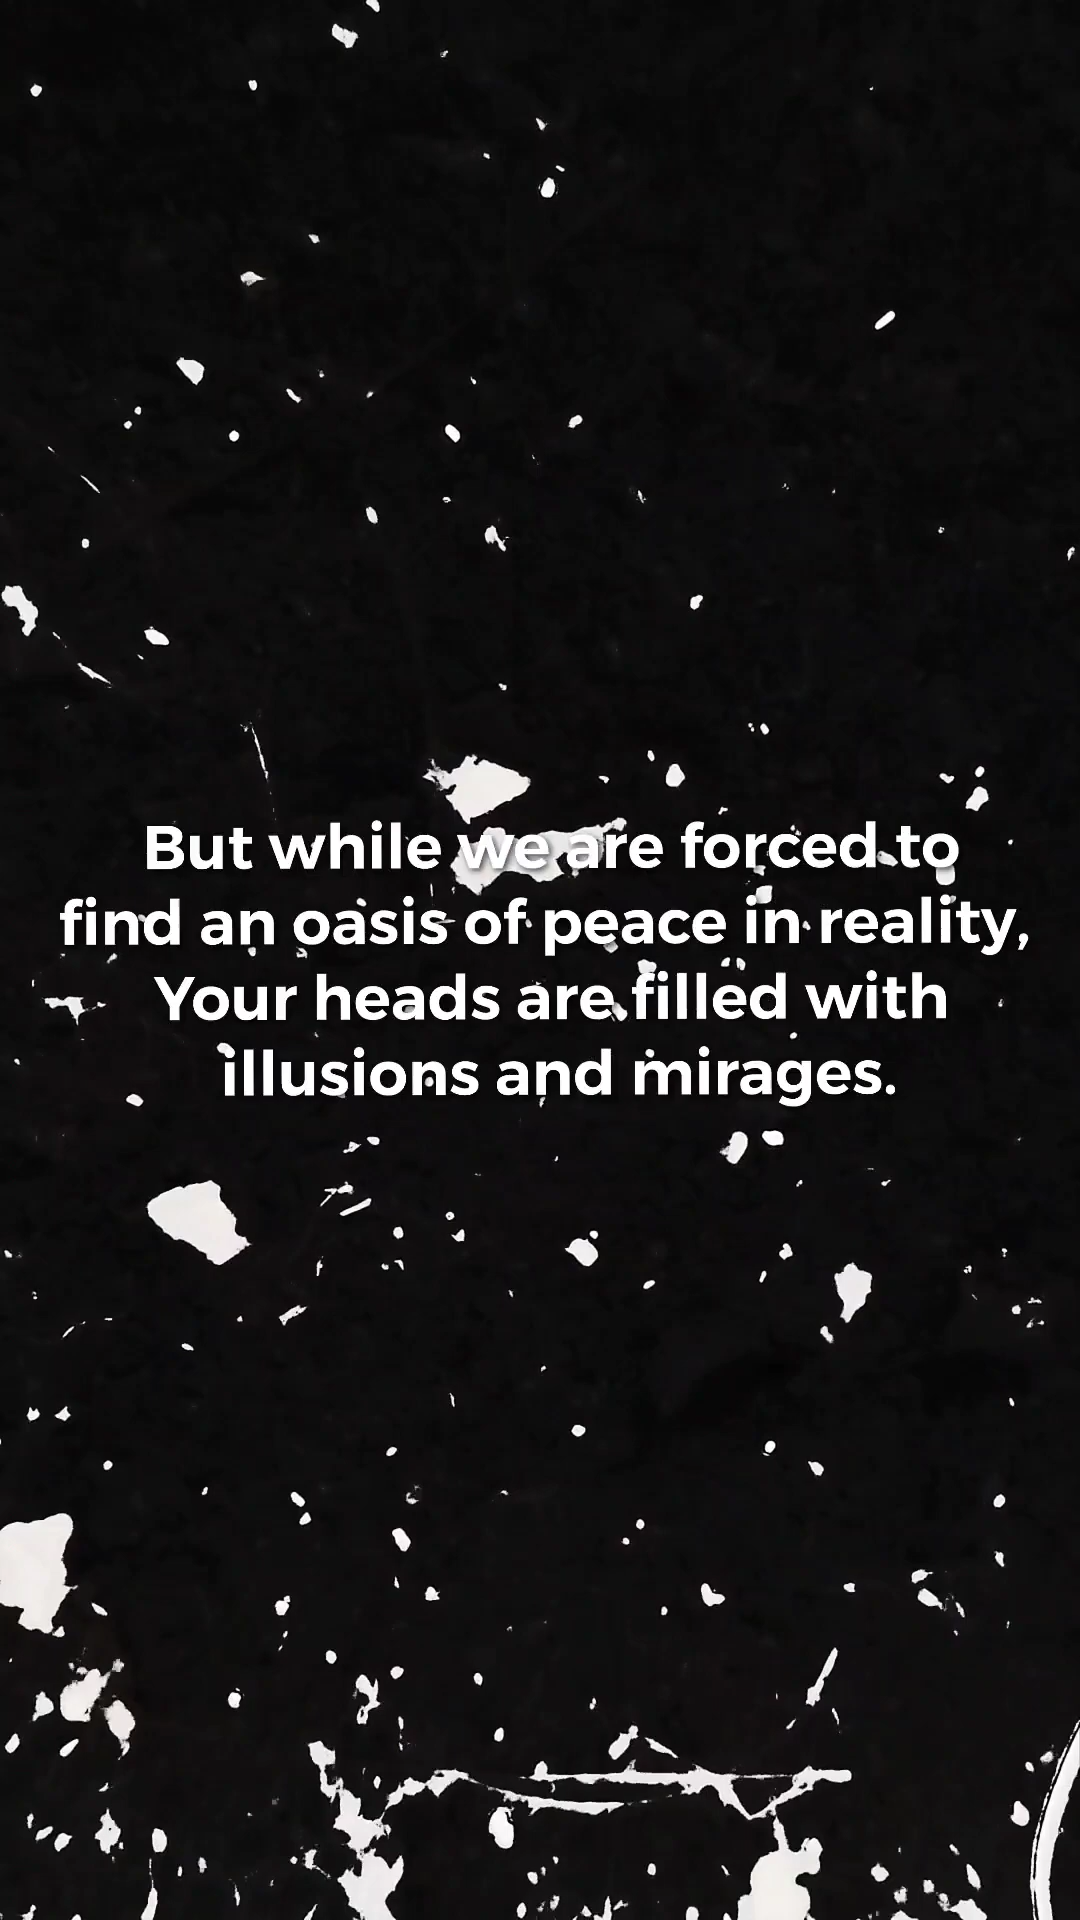 But while we are forced to
find an oasis of peace in reality,
Your heads are filled with
illusions and mirages.